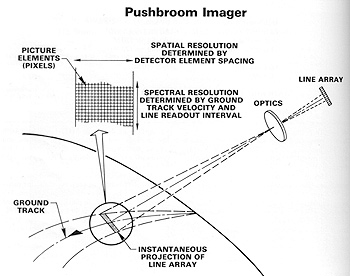 Pushbroom Imager
PICTURE
ELEMENTS
(PIXELS)
SPATIAL RESOLUTION
DETERMINED BY
DETECTOR ELEMENT SPACING
SPECTRAL RESOLUTION
DETERMINED BY GROUND
TRACK VELOCITY AND
LINE READOUT INTERVAL
LINE ARRAY
OPTICS
GROUND
TRACK
INSTANTANEOUS
PROJECTION OF
LINE ARRAY